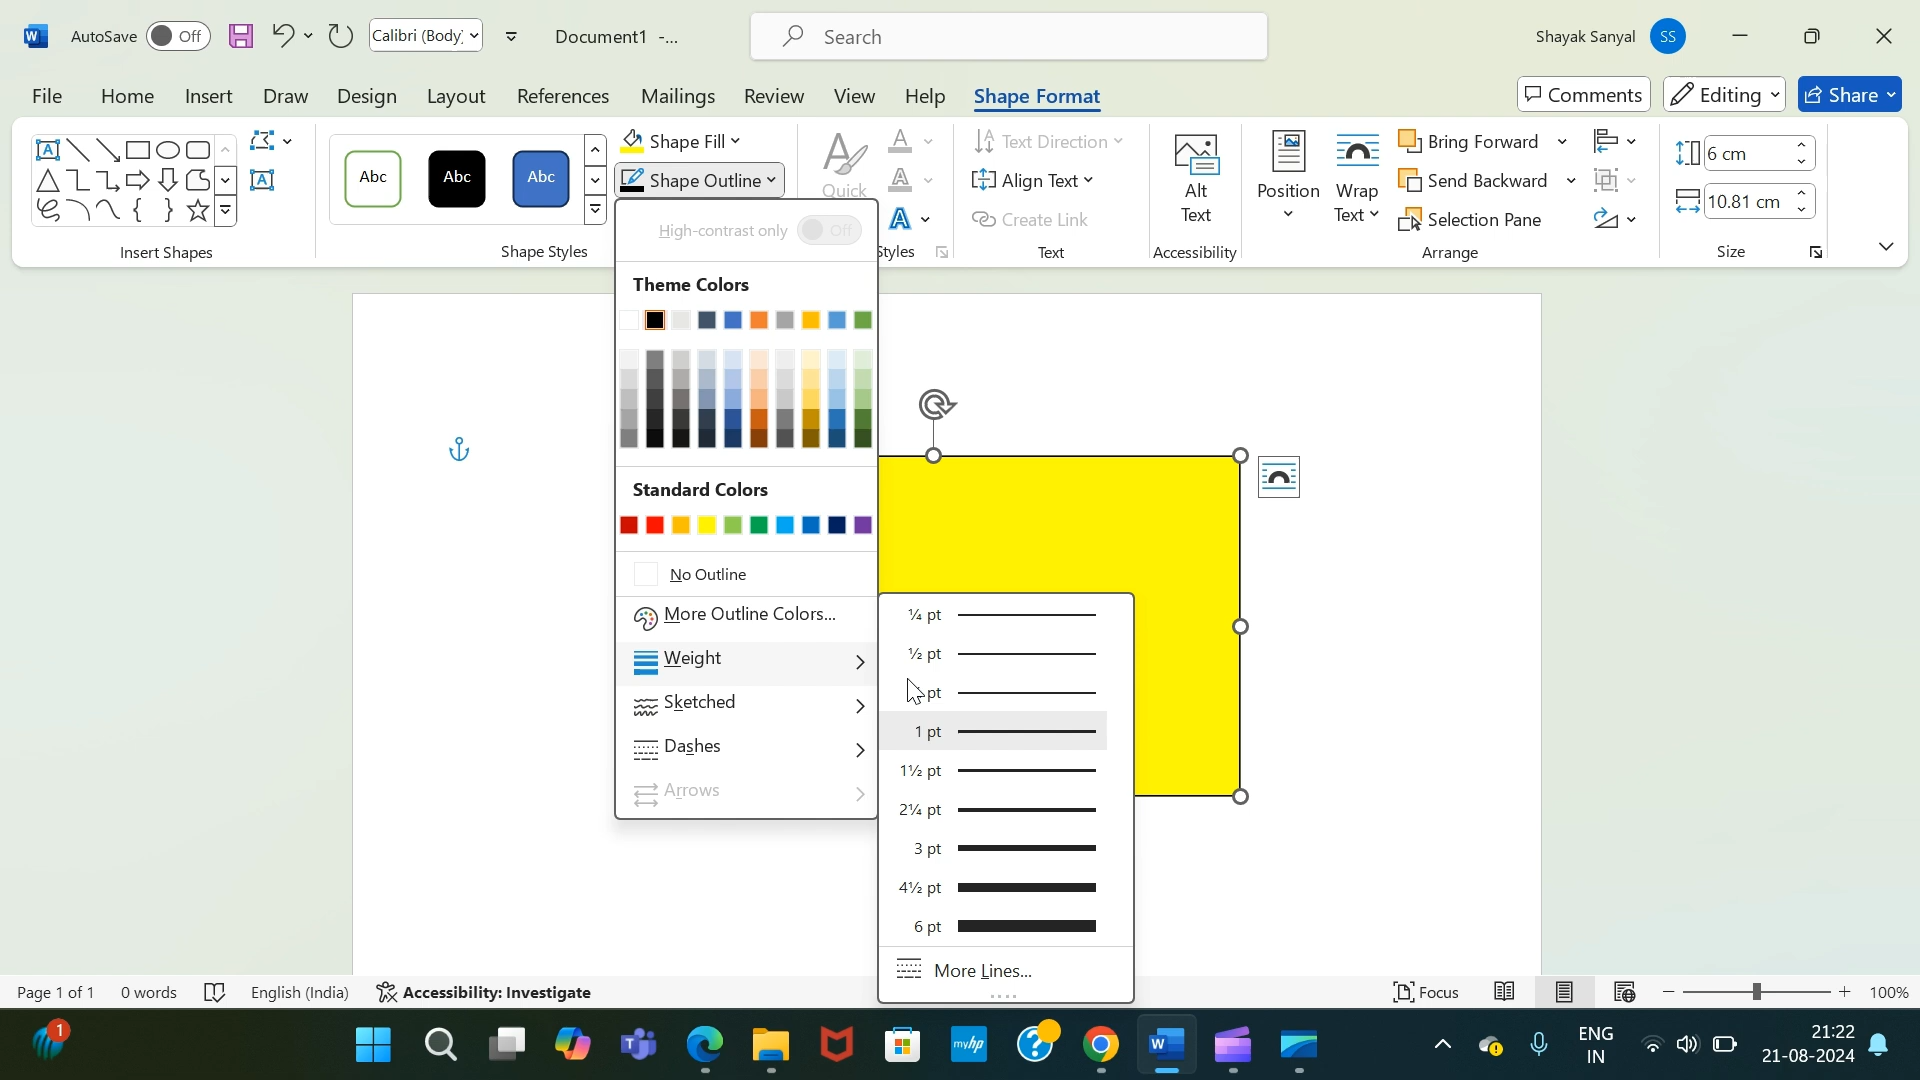 AutoSave Off Calibri (Body) Document1 -... Search Shayak Sanyal SS
File Home Insert Draw Design Layout References Mailings Review View Help Shape Format Comments Editing Share
Abc Abc Abc
Shape Fill
Shape Outline
Quick
Text Direction
Align Text
Create Link
Alt Text
Position
Wrap Text
Bring Forward
Send Backward
Selection Pane
6 cm
10.81 cm
Insert Shapes Shape Styles Styles Text Accessibility Arrange Size
High-contrast only Off
Theme Colors
Standard Colors
No Outline
More Outline Colors...
Weight
Sketched
Dashes
Arrows
¼ pt
½ pt
pt
1 pt
1½ pt
2¼ pt
3 pt
4½ pt
6 pt
More Lines...
Page 1 of 1 0 words English (India) Accessibility: Investigate Focus 100%
1 myhp ENG IN 21:22 21-08-2024